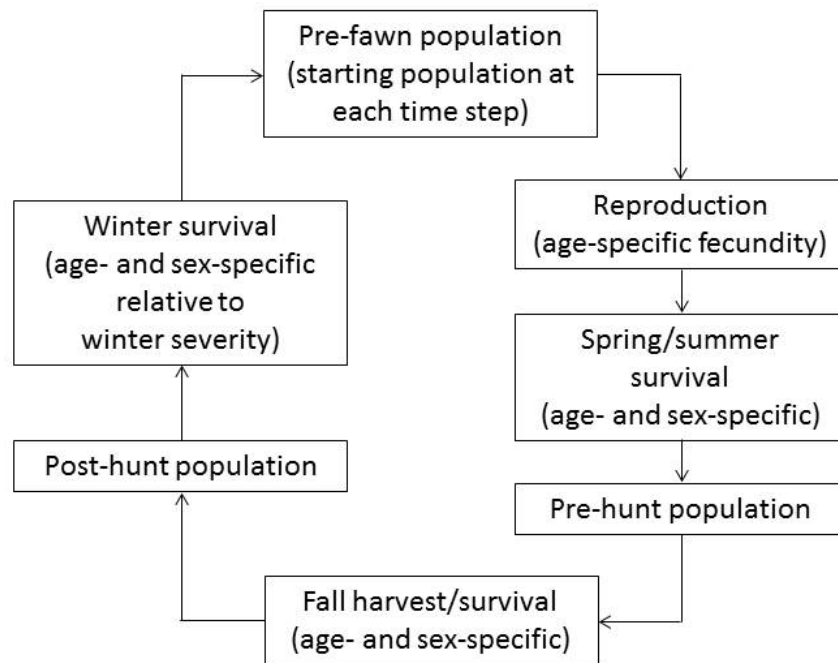 Pre-fawn population
(starting population at
each time step)
Reproduction
(age-specific fecundity)
Spring/summer
survival
(age- and sex-specific)
Pre-hunt population
Fall harvest/survival
(age- and sex-specific)
Post-hunt population
Winter survival
(age- and sex-specific
relative to
winter severity)